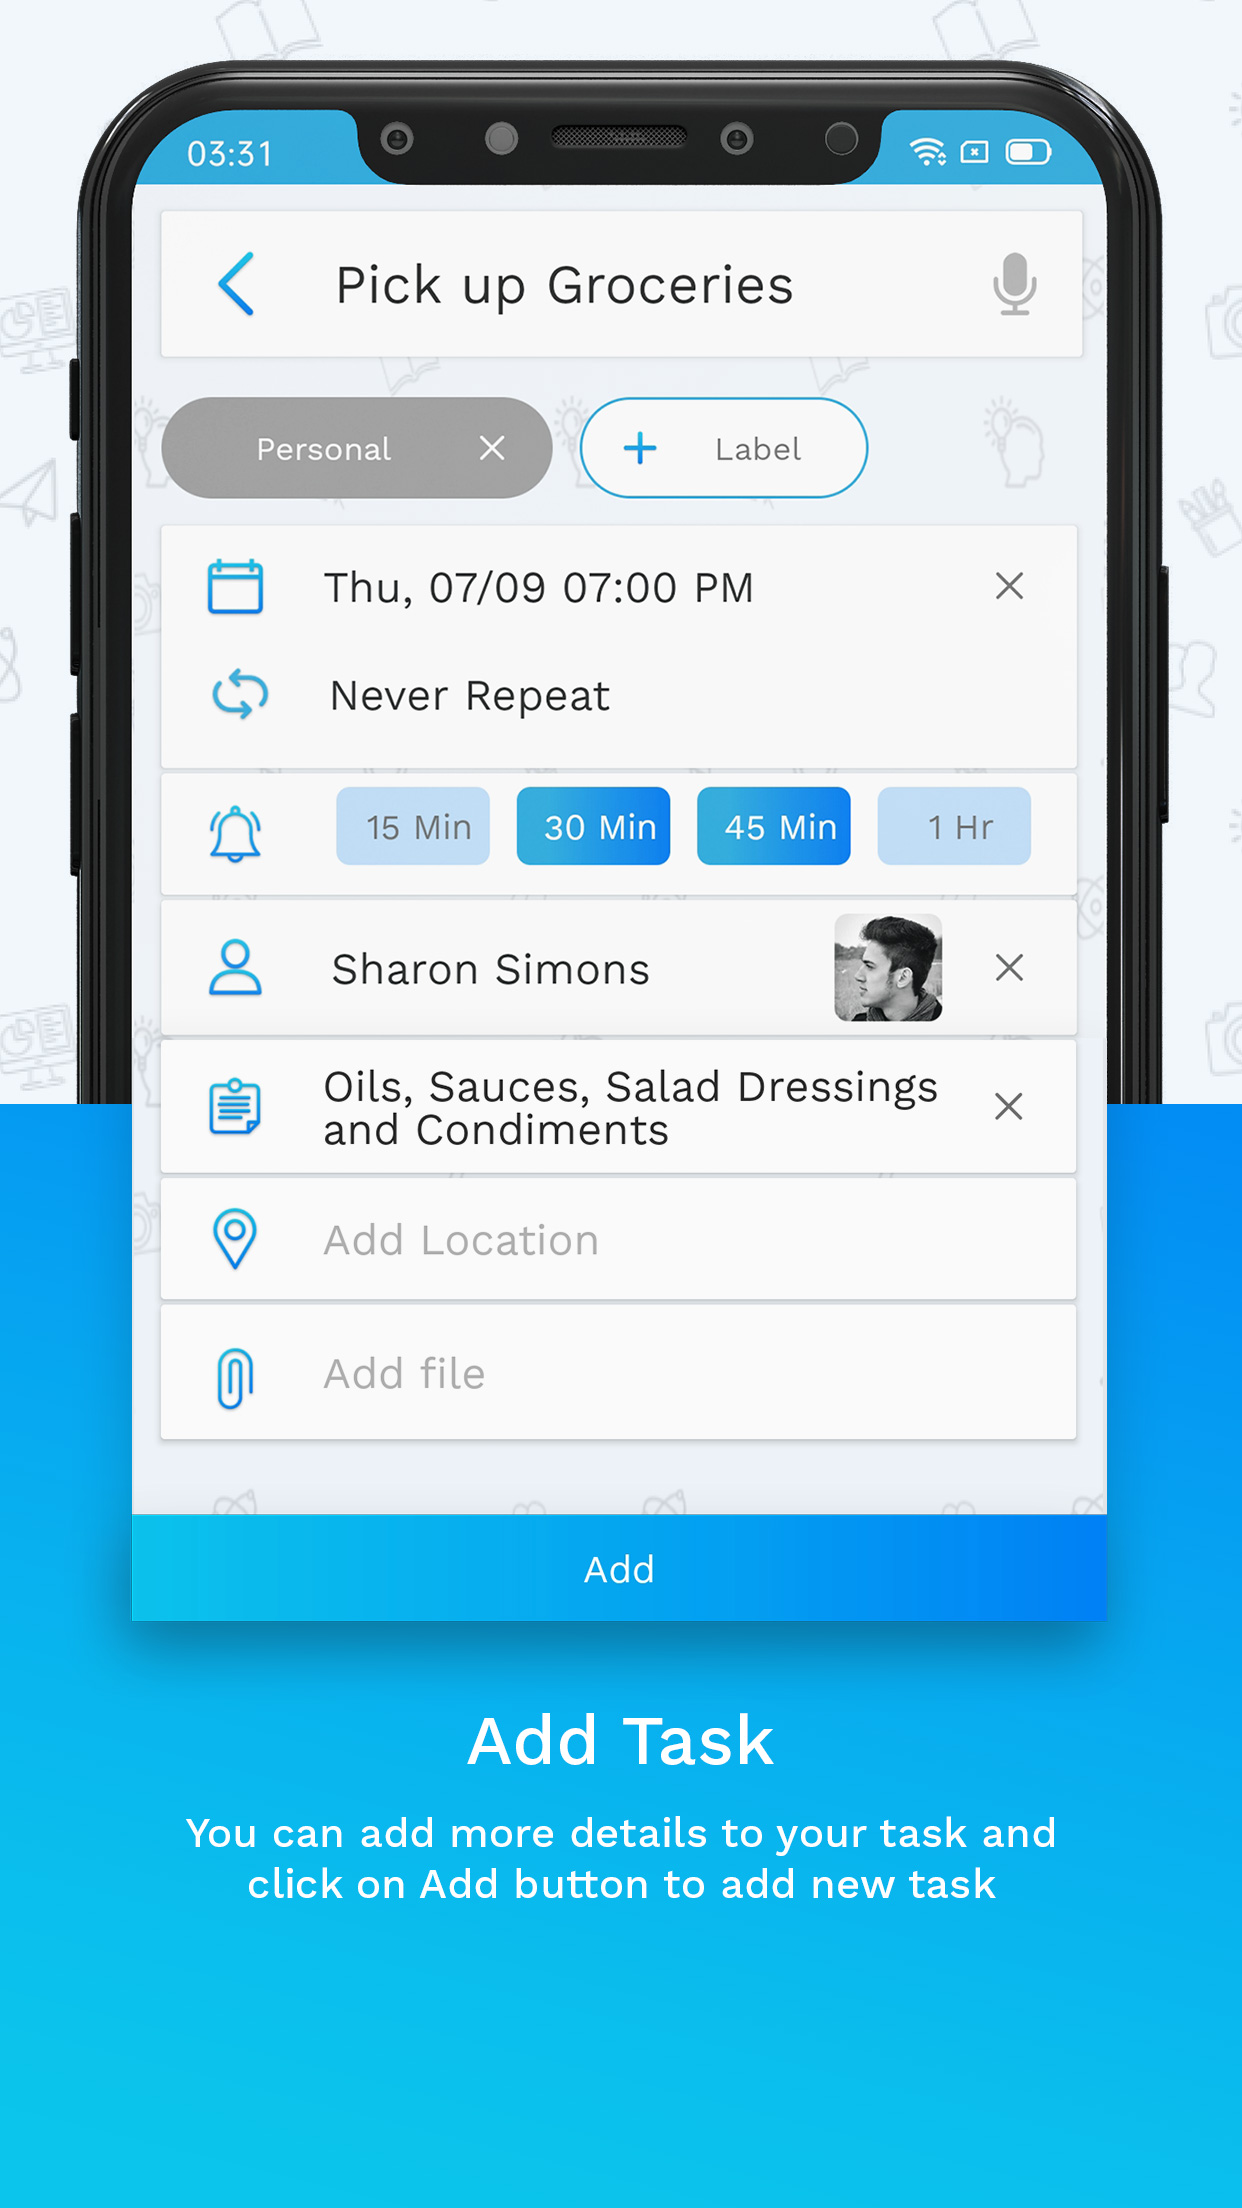 03:31
Pick up Groceries
Personal
Label
Thu, 07/09 07:00 PM
Never Repeat
15 Min 30 Min 45 Min 1 Hr
Sharon Simons
Oils, Sauces, Salad Dressings
and Condiments
Add Location
Add file
Add
Add Task
You can add more details to your task and
click on Add button to add new task